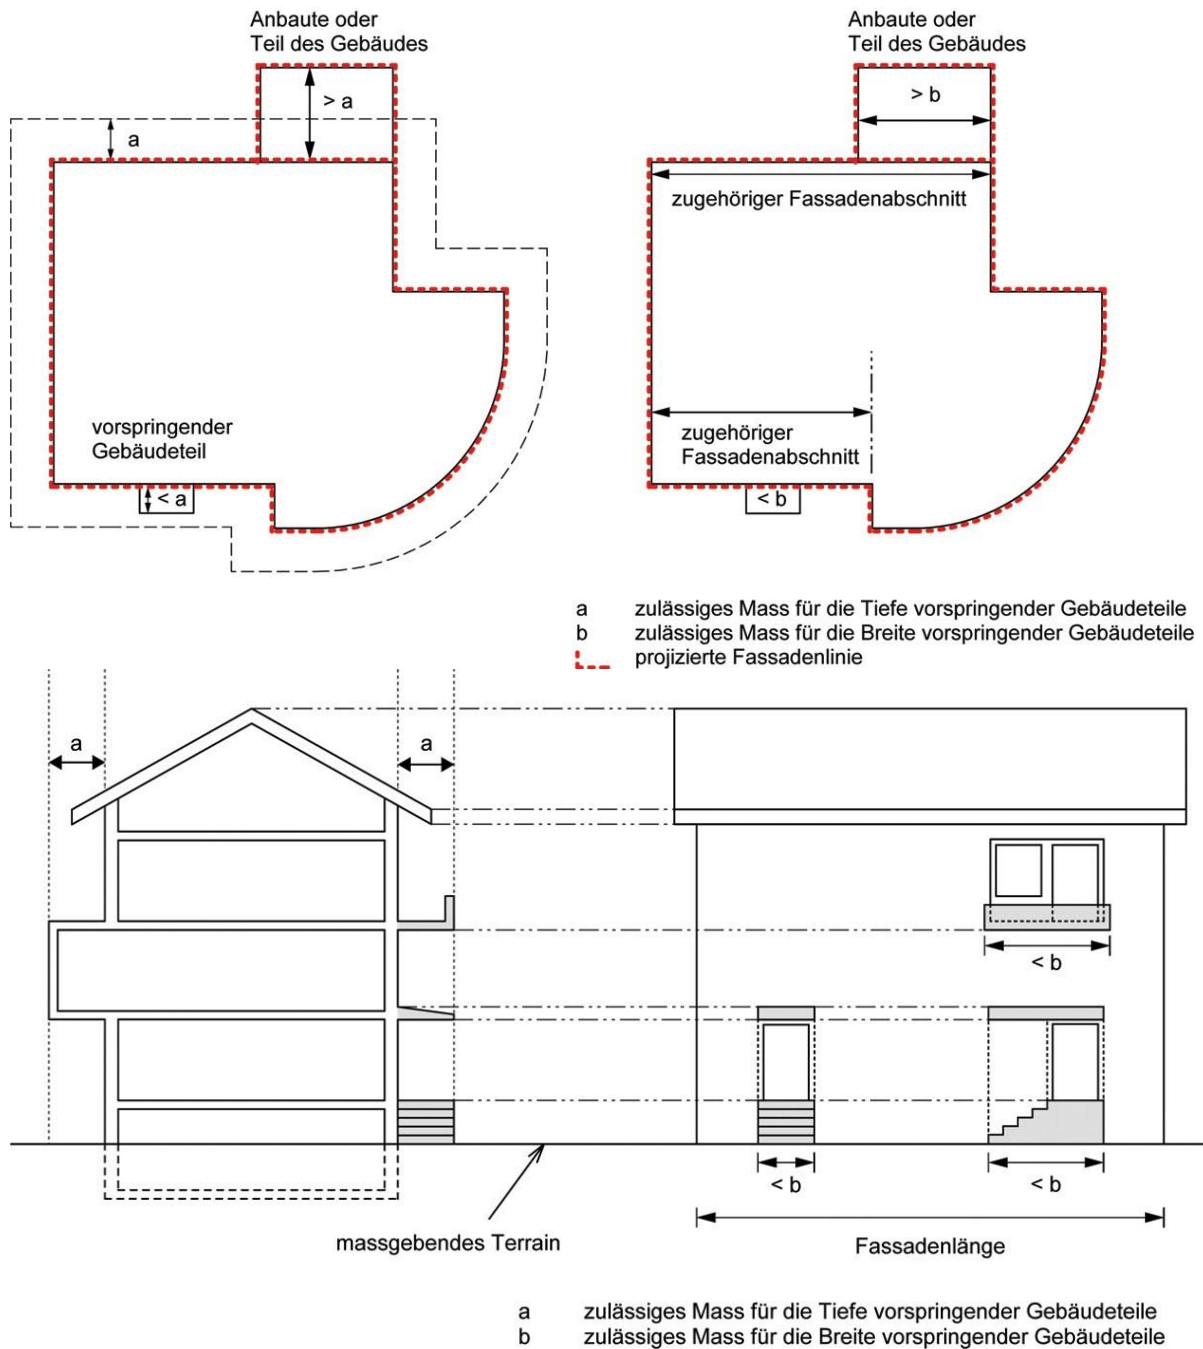 Anbaute oder
Teil des Gebäudes
> a
a
vorspringender
Gebäudeteil
< a
Anbaute oder
Teil des Gebäudes
> b
zugehöriger Fassadenabschnitt
zugehöriger
Fassadenabschnitt
< b
a zulässiges Mass für die Tiefe vorspringender Gebäudeteile
b zulässiges Mass für die Breite vorspringender Gebäudeteile
projizierte Fassadenlinie
a
a
< b
< b
< b
massgebendes Terrain
Fassadenlänge
a zulässiges Mass für die Tiefe vorspringender Gebäudeteile
b zulässiges Mass für die Breite vorspringender Gebäudeteile